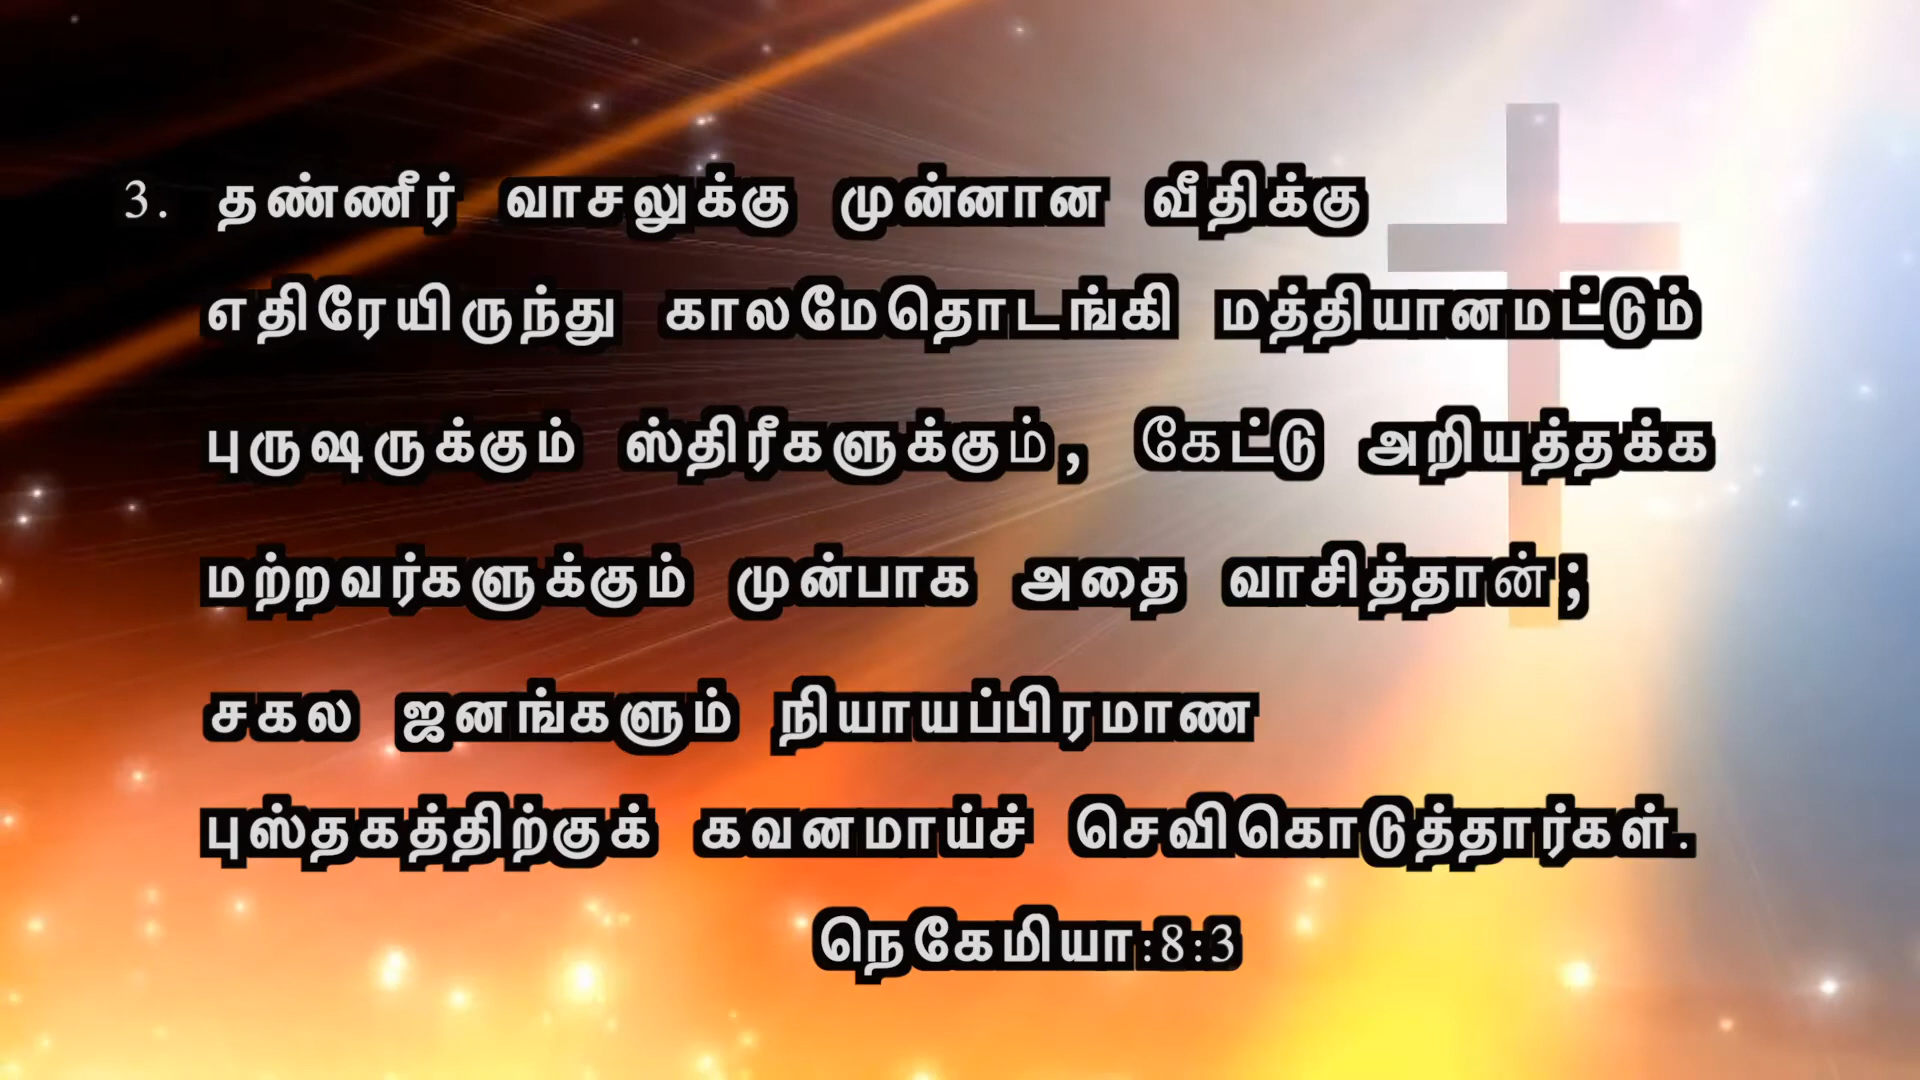 3. தண்ணீர் வாசலுக்கு முன்னான வீதிக்கு
எதிரேயிருந்து காலமேதொடங்கி மத்தியானமட்டும்
புருஷருக்கும் ஸ்திரீகளுக்கும், கேட்டு அறியத்தக்க
மற்றவர்களுக்கும் முன்பாக அதை வாசித்தான்;
சகல ஜனங்களும் நியாயப்பிரமாண
புஸ்தகத்திற்குக் கவனமாய்ச் செவிகொடுத்தார்கள்.
நெகேமியா:8:3